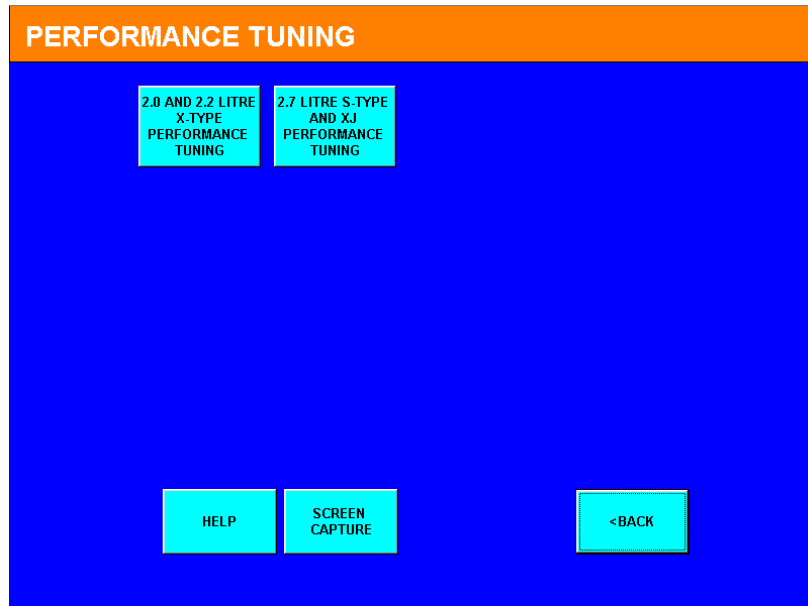 PERFORMANCE TUNING
2.0 AND 2.2 LITRE
X-TYPE
PERFORMANCE
TUNING
2.7 LITRE S-TYPE
AND XJ
PERFORMANCE
TUNING
HELP
SCREEN
CAPTURE
<BACK